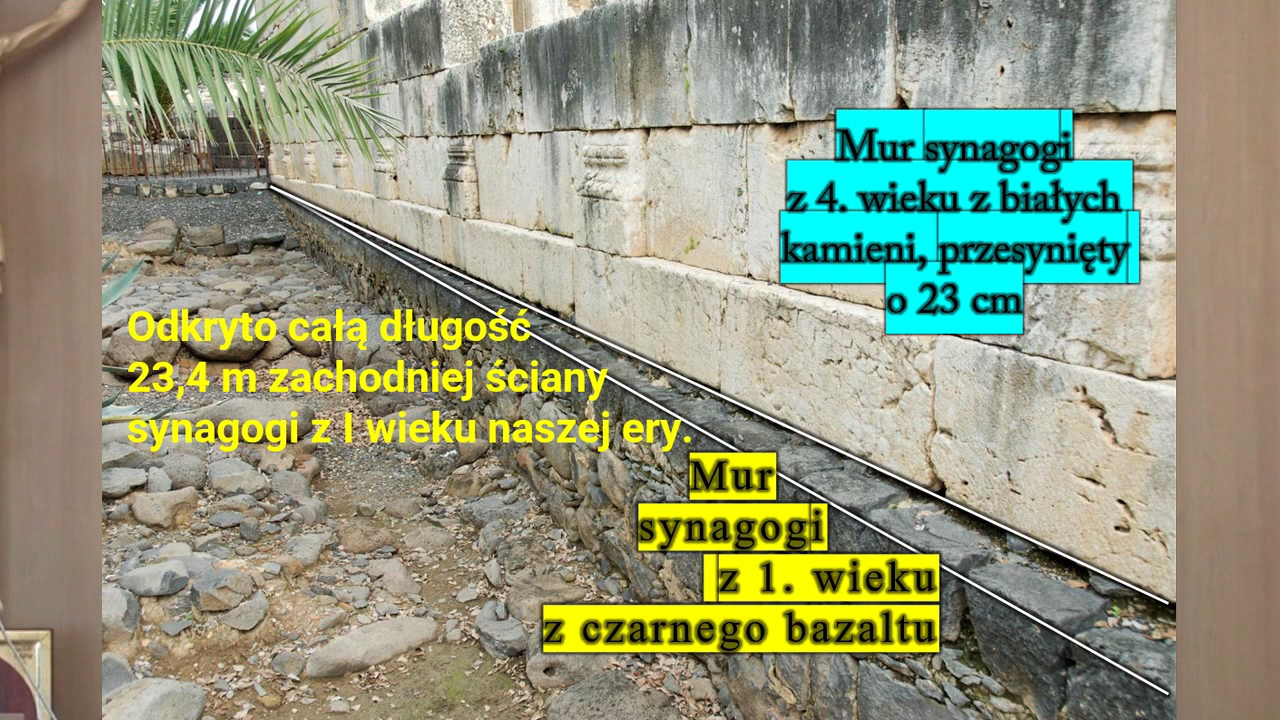 Mur synagogi
z 4. wieku z białych
kamieni, przesynięty
o 23 cm
Odkryto całą długość
23,4 m zachodniej ściany
synagogi z I wieku naszej ery.
Mur
synagogi
z 1. wieku
z czarnego bazaltu